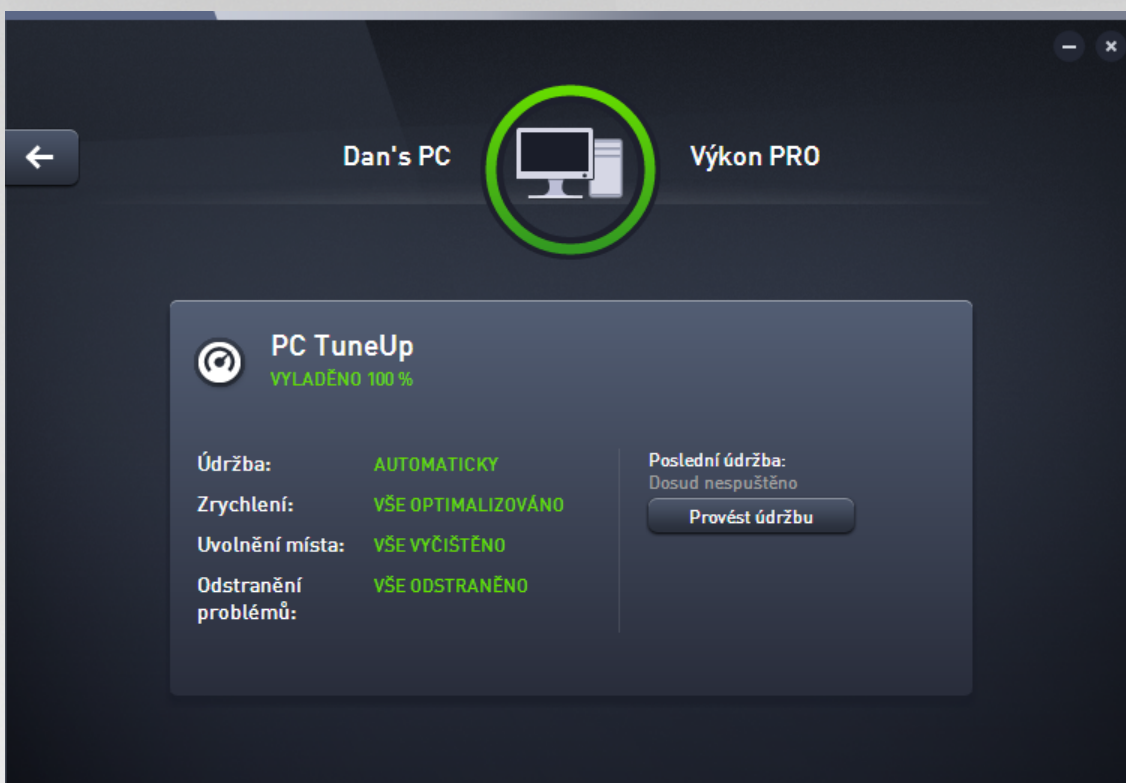 Dan's PC
Výkon PRO
PC TuneUp
VYLADĚNO 100 %
Údržba: AUTOMATICKY
Zrychlení: VŠE OPTIMALIZOVÁNO
Uvolnění místa: VŠE VYČIŠTĚNO
Odstranění
problémů: VŠE ODSTRANĚNO
Poslední údržba:
Dosud nespuštěno
Provést údržbu